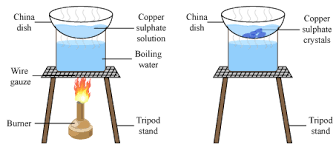 China
dish
Copper
sulphate
solution
Boiling
water
Wire
gauze
Burner
Tripod
stand
China
dish
Copper
sulphate
crystals
Tripod
stand